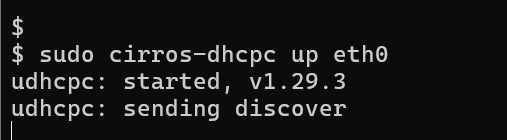 $
$ sudo cirros-dhcpc up eth0
udhcpc: started, v1.29.3
udhcpc: sending discover